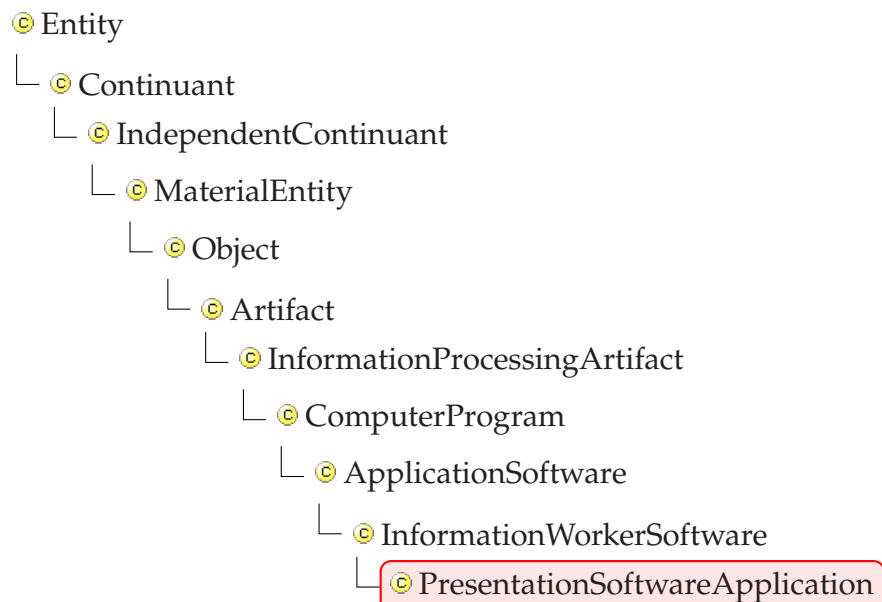 Entity
Continuant
IndependentContinuant
MaterialEntity
Object
Artifact
InformationProcessingArtifact
ComputerProgram
ApplicationSoftware
InformationWorkerSoftware
PresentationSoftwareApplication